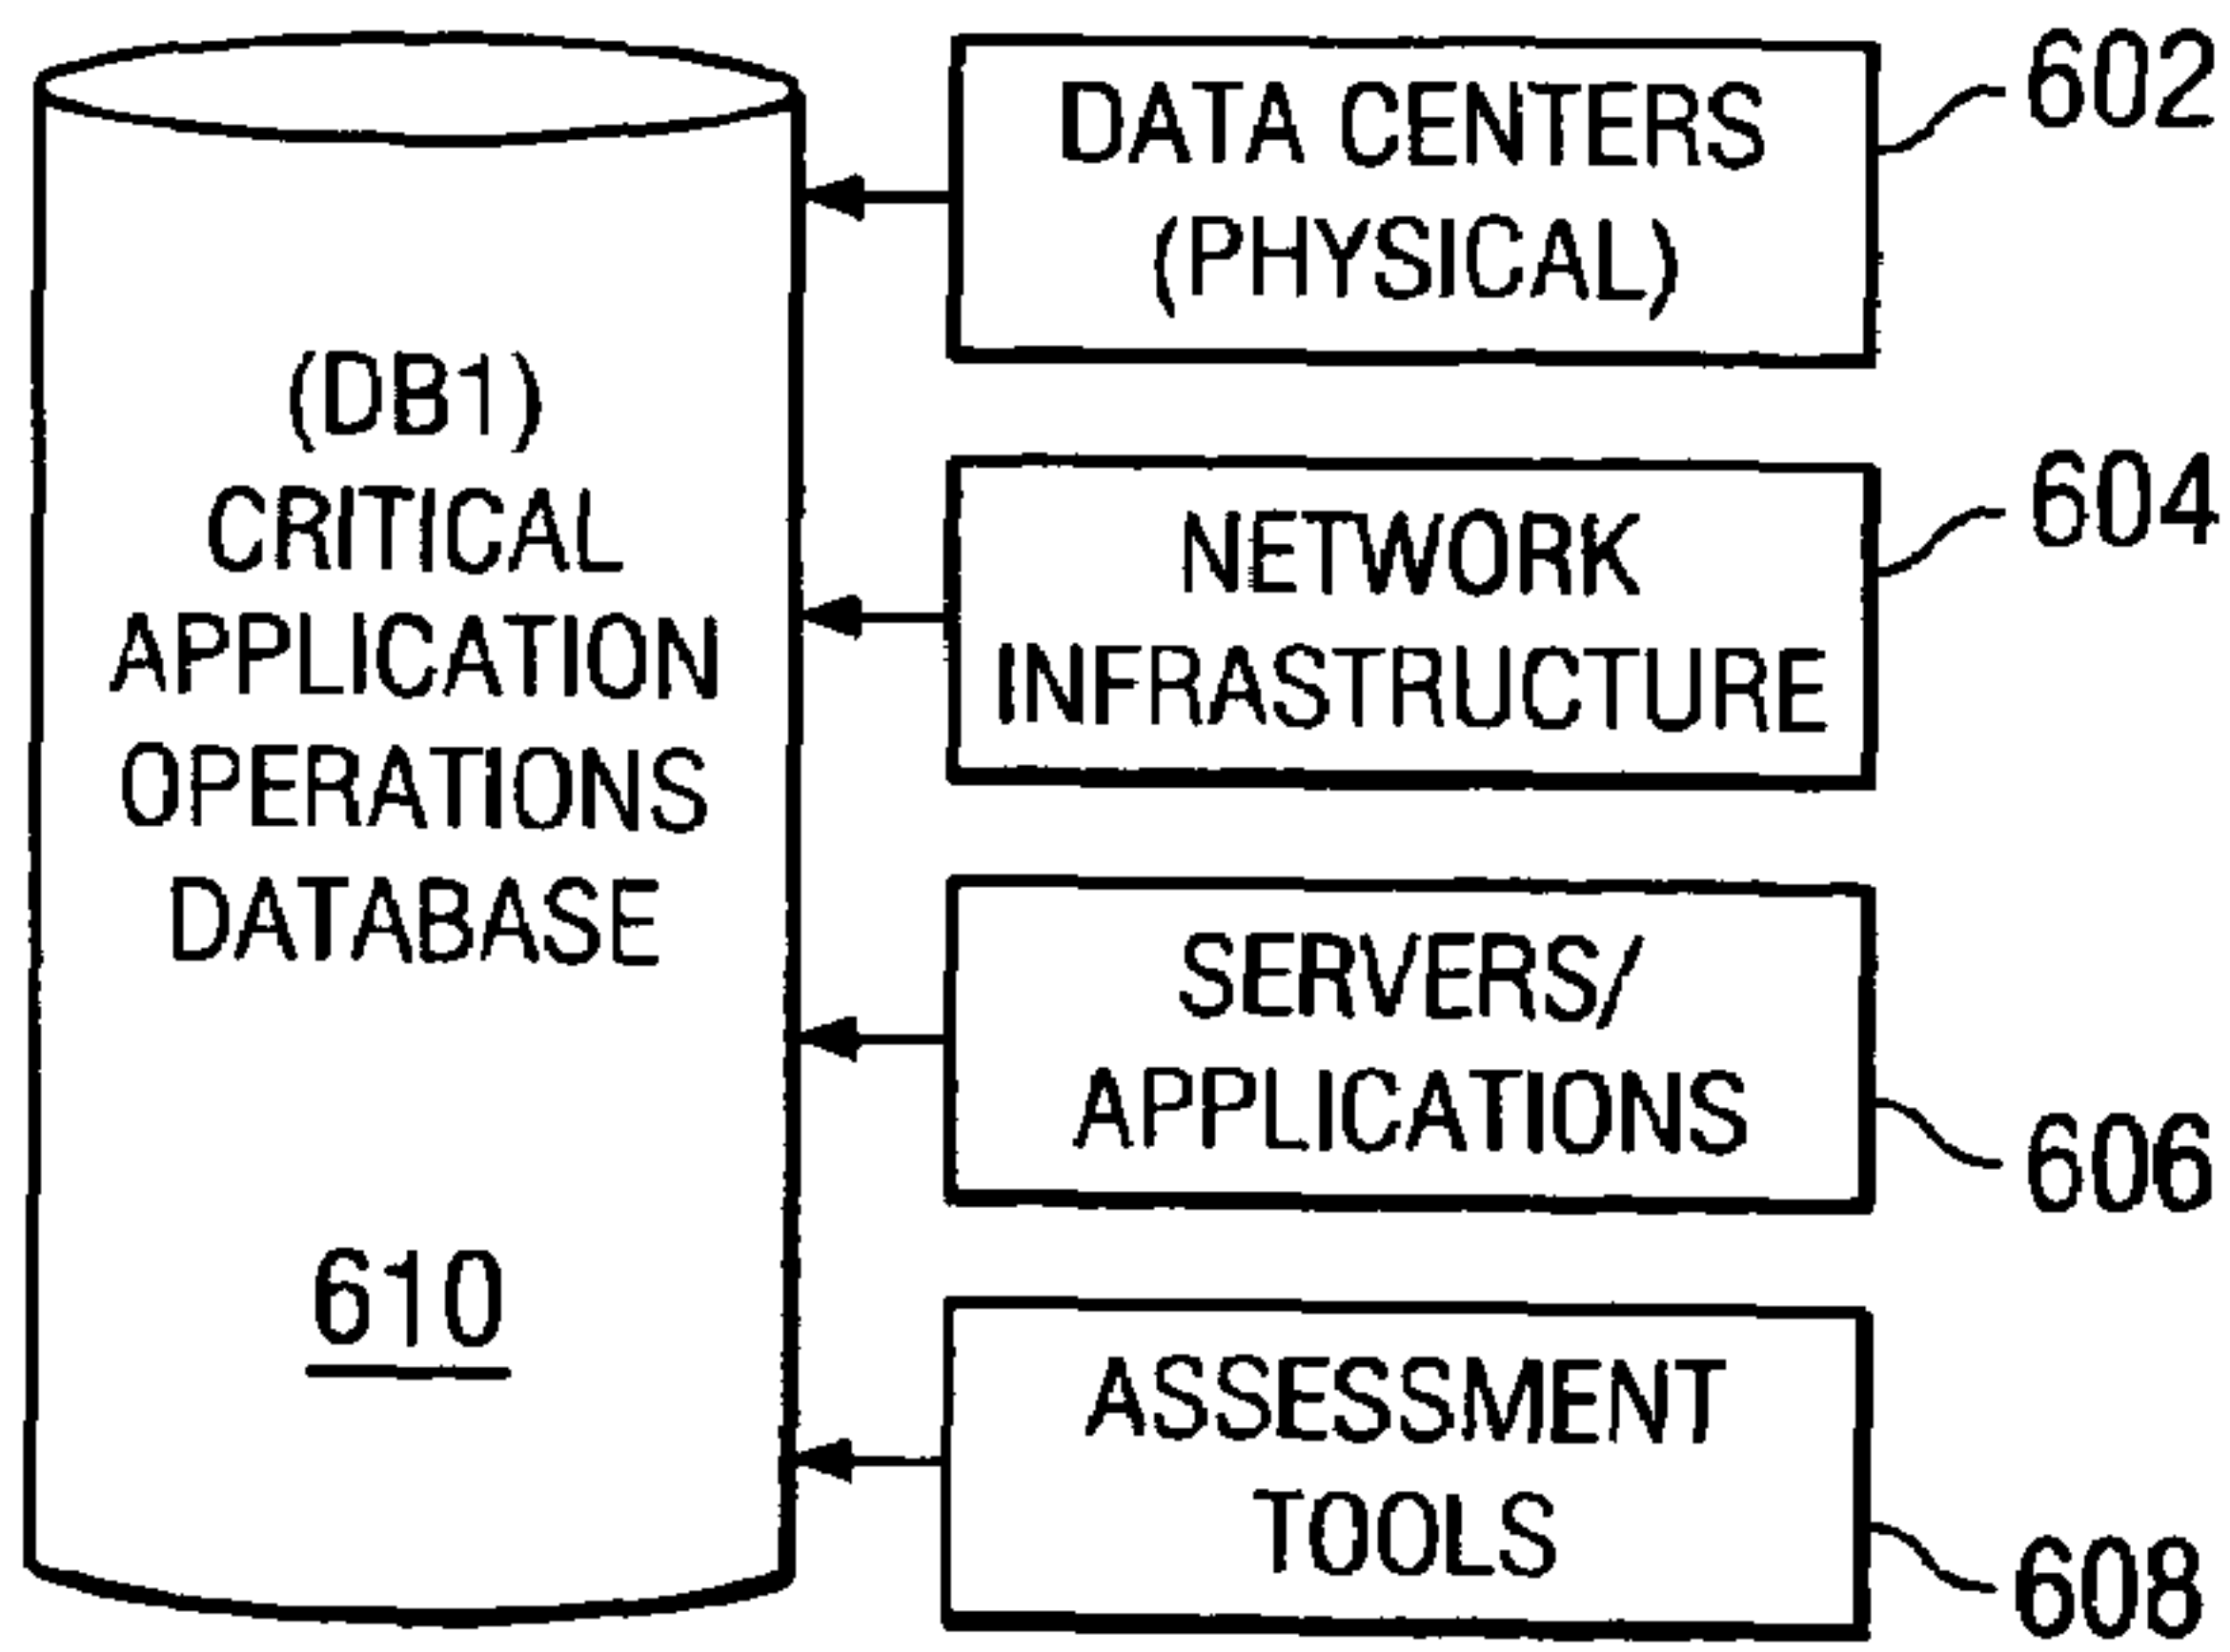 (DB1)
CRITICAL
APPLICATION
OPERATIONS
DATABASE
610
DATA CENTERS
(PHYSICAL)
602
NETWORK
INFRASTRUCTURE
604
SERVERS/
APPLICATIONS
606
ASSESSMENT
TOOLS
608